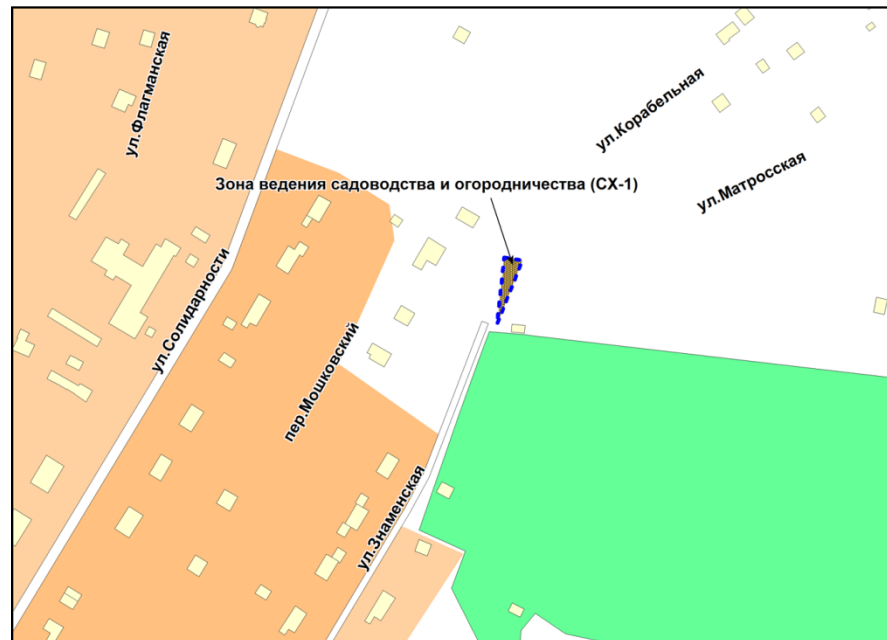 ул.Флагманская
ул.Корабельная
ул.Матросская
Зона ведения садоводства и огородничества (СХ-1)
ул.Солидарности
пер.Мошковский
ул.Знаменская